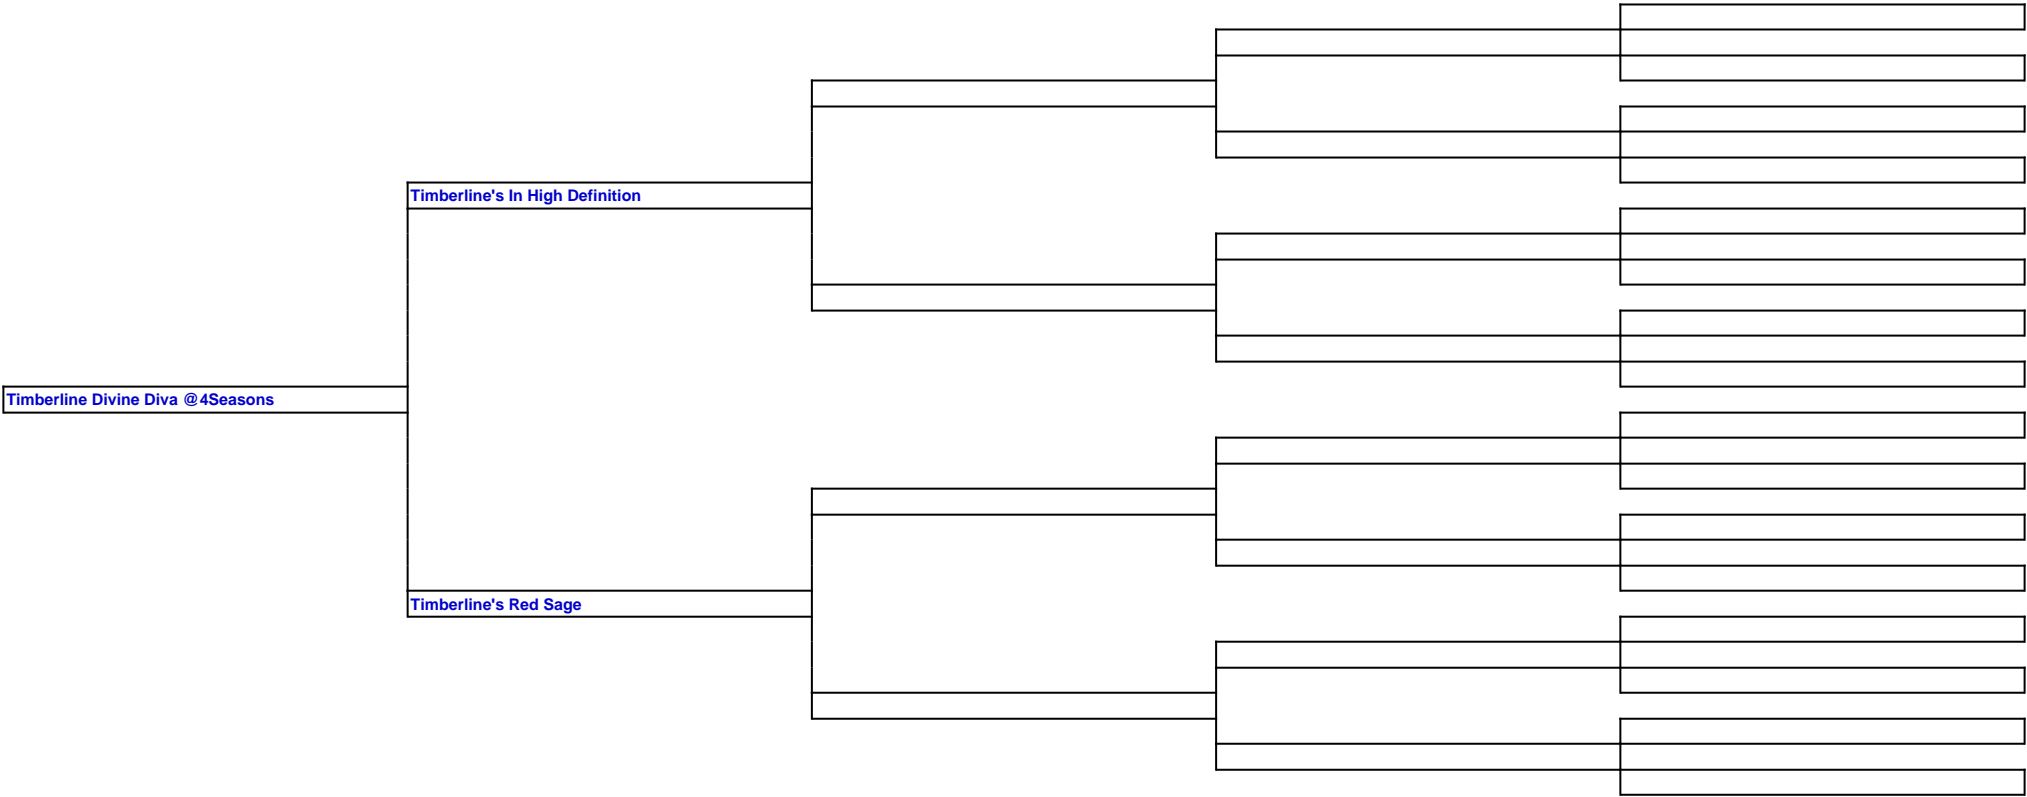 Timberline's In High Definition
Timberline Divine Diva @4Seasons
Timberline's Red Sage